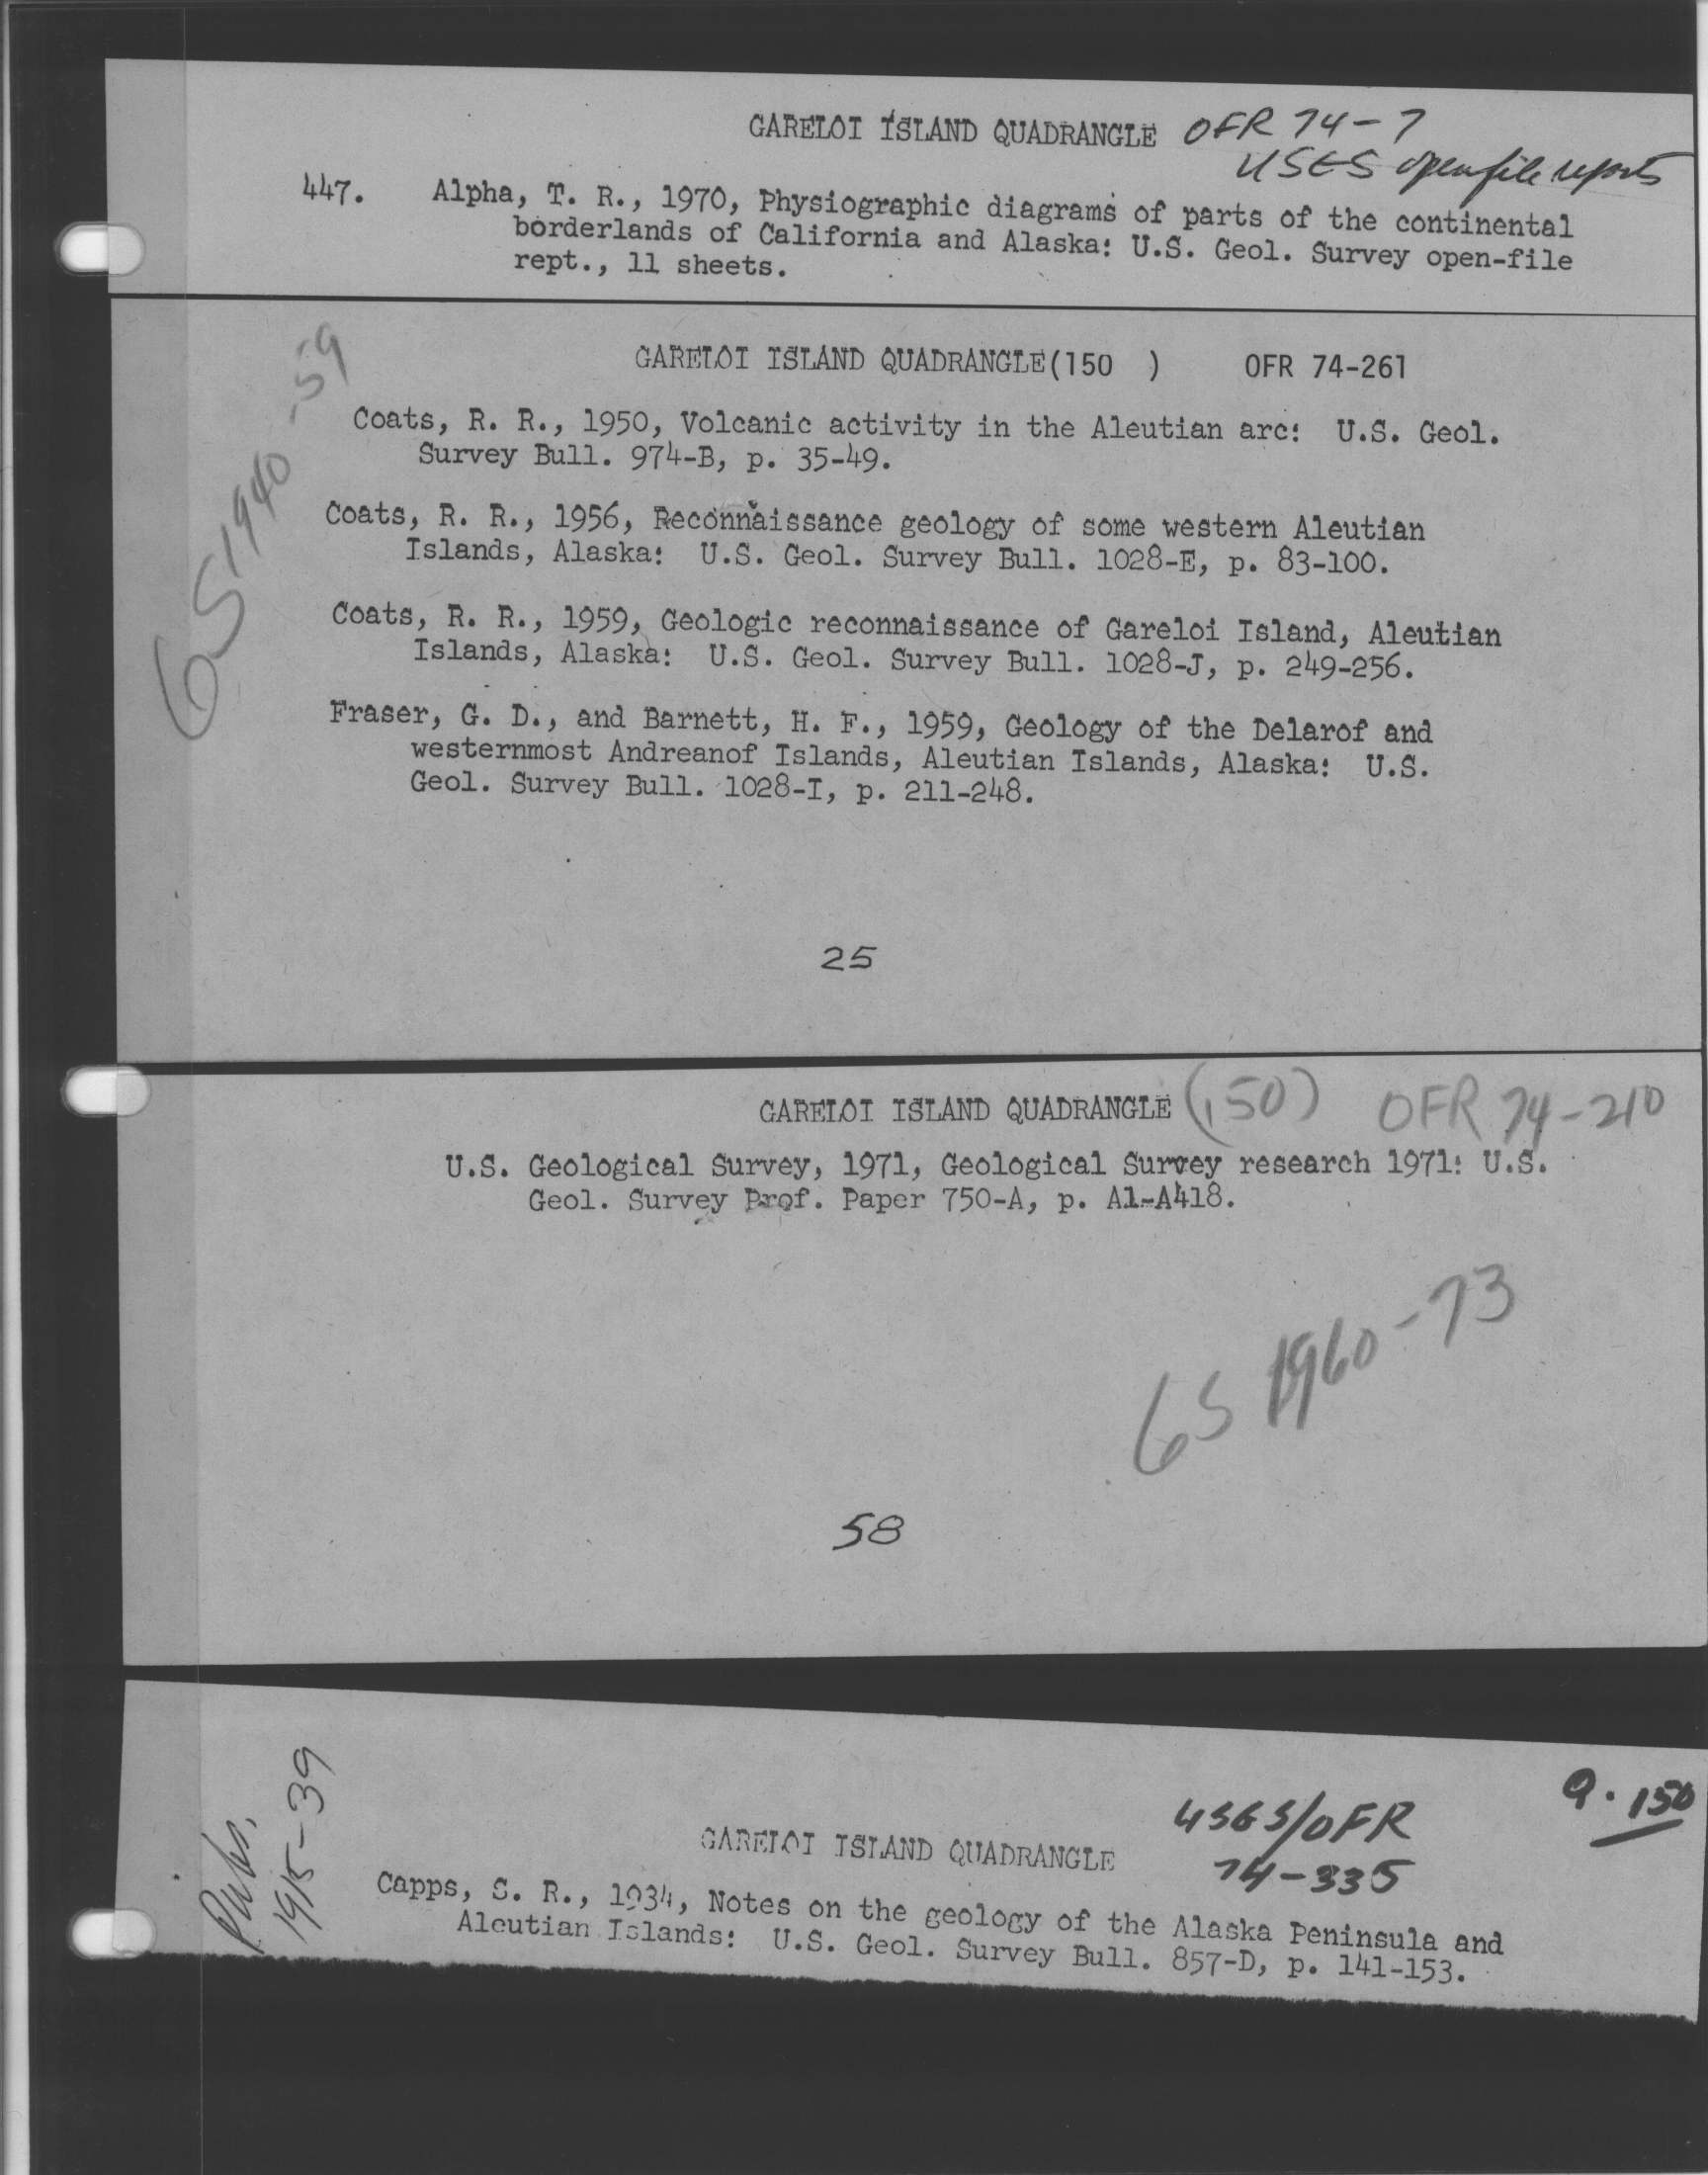 GARELOI ISLAND QUADRANGLE OFR 74-7
USGS open file reports
447. Alpha, T. R., 1970, Physiographic diagrams of parts of the continental
borderlands of California and Alaska: U.S. Geol. Survey open-file
rept., 11 sheets.
GS 1940-59
GARELOI ISLAND QUADRANGLE(150 ) OFR 74-261
Coats, R. R., 1950, Volcanic activity in the Aleutian arc: U.S. Geol.
Survey Bull. 974-B, p. 35-49.
Coats, R. R., 1956, Reconnaissance geology of some western Aleutian
Islands, Alaska: U.S. Geol. Survey Bull. 1028-E, p. 83-100.
Coats, R. R., 1959, Geologic reconnaissance of Gareloi Island, Aleutian
Islands, Alaska: U.S. Geol. Survey Bull. 1028-J, p. 249-256.
Fraser, G. D., and Barnett, H. F., 1959, Geology of the Delarof and
westernmost Andreanof Islands, Aleutian Islands, Alaska: U.S.
Geol. Survey Bull. 1028-I, p. 211-248.
25
GARELOI ISLAND QUADRANGLE (150) OFR 74-210
U.S. Geological Survey, 1971, Geological Survey research 1971: U.S.
Geol. Survey Prof. Paper 750-A, p. A1-A418.
GS 1960-73
58
Q. 150
USGS/OFR
74-335
Pubs.
1915-39
GARELOI ISLAND QUADRANGLE
Capps, S. R., 1934, Notes on the geology of the Alaska Peninsula and
Aleutian Islands: U.S. Geol. Survey Bull. 857-D, p. 141-153.